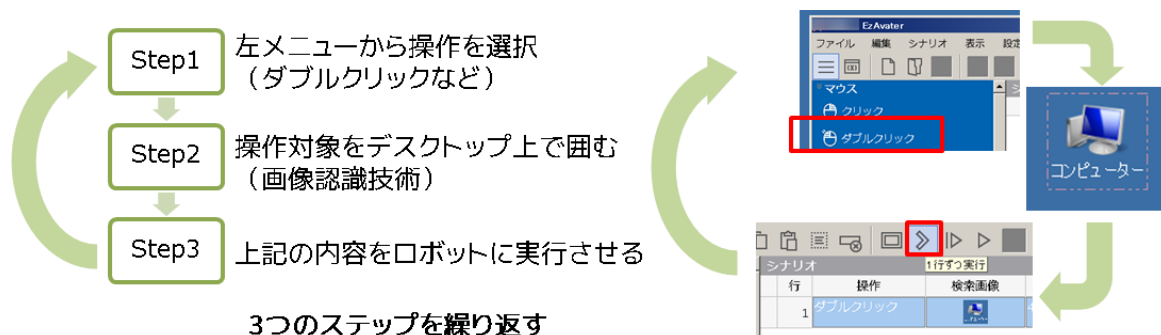 Step1
左メニューから操作を選択
（ダブルクリックなど）
Step2
操作対象をデスクトップ上で囲む
（画像認識技術）
Step3
上記の内容をロボットに実行させる
3つのステップを繰り返す
EzAvater
ファイル 編集 シナリオ 表示 設定
マウス
クリック
ダブルクリック
コンピューター
シナリオ
1行ずつ実行
行 操作 検索画像
1 ダブルクリック